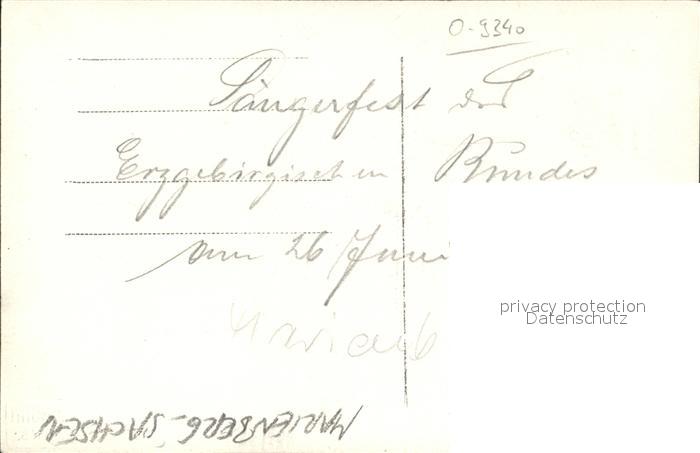 O-9340
Sängerfest des
Erzgebirgischen Bundes
am 26 Juni
privacy protection
Datenschutz
MARIENBERG-SACHSEN